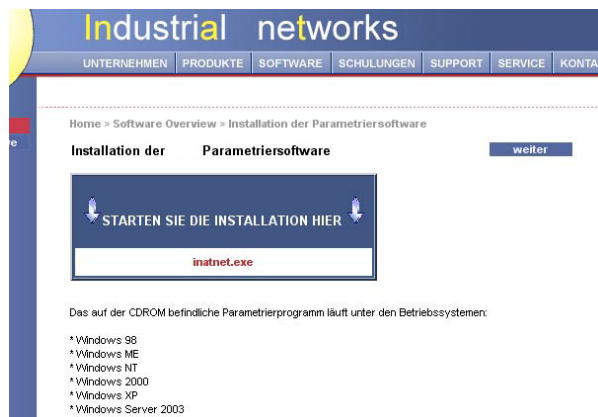 Industrial networks
UNTERNEHMEN PRODUKTE SOFTWARE SCHULUNGEN SUPPORT SERVICE
Home > Software Overview > Installation der Parametriersoftware
Installation der Parametriersoftware weiter
STARTEN SIE DIE INSTALLATION HIER
inatnet.exe
Das auf der CDROM befindliche Parametrierprogramm läuft unter den Betriebssystemen:
* Windows 98
* Windows ME
* Windows NT
* Windows 2000
* Windows XP
* Windows Server 2003